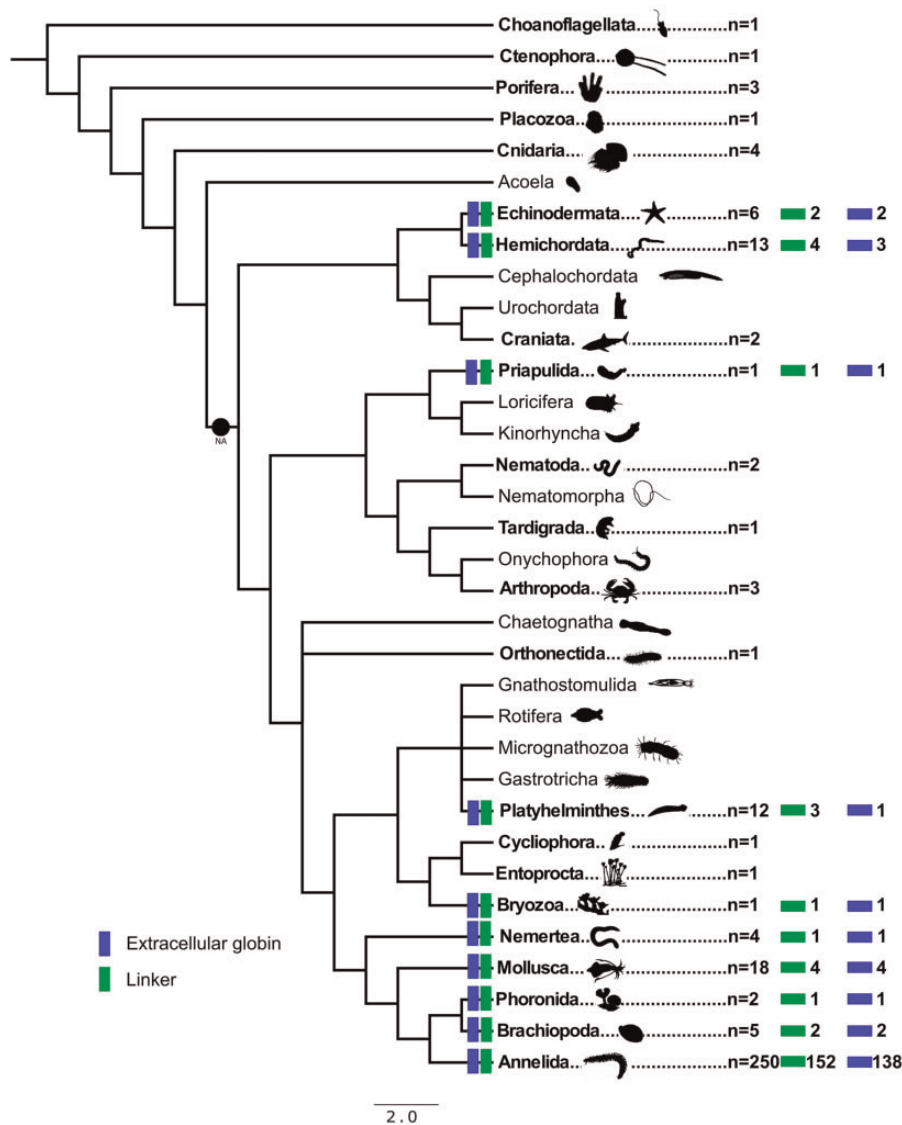 Choanoflagellata......n=1
Ctenophora......n=1
Porifera......n=3
Placozoa......n=1
Cnidaria......n=4
Acoela
Echinodermata......n=6 2 2
Hemichordata......n=13 4 3
Cephalochordata
Urochordata
Craniata......n=2
Priapulida......n=1 1 1
Loricifera
NA
Kinorhyncha
Nematoda......n=2
Nematomorpha
Tardigrada......n=1
Onychophora
Arthropoda......n=3
Chaetognatha
Orthonectida......n=1
Gnathostomulida
Rotifera
Micrognathozoa
Gastrotricha
Platyhelminthes......n=12 3 1
Cycliophora......n=1
Entoprocta......n=1
Bryozoa......n=1 1 1
Nemertea......n=4 1 1
Extracellular globin
Mollusca......n=18 4 4
Linker
Phoronida......n=2 1 1
Brachiopoda......n=5 2 2
Annelida......n=250 152 138
2.0